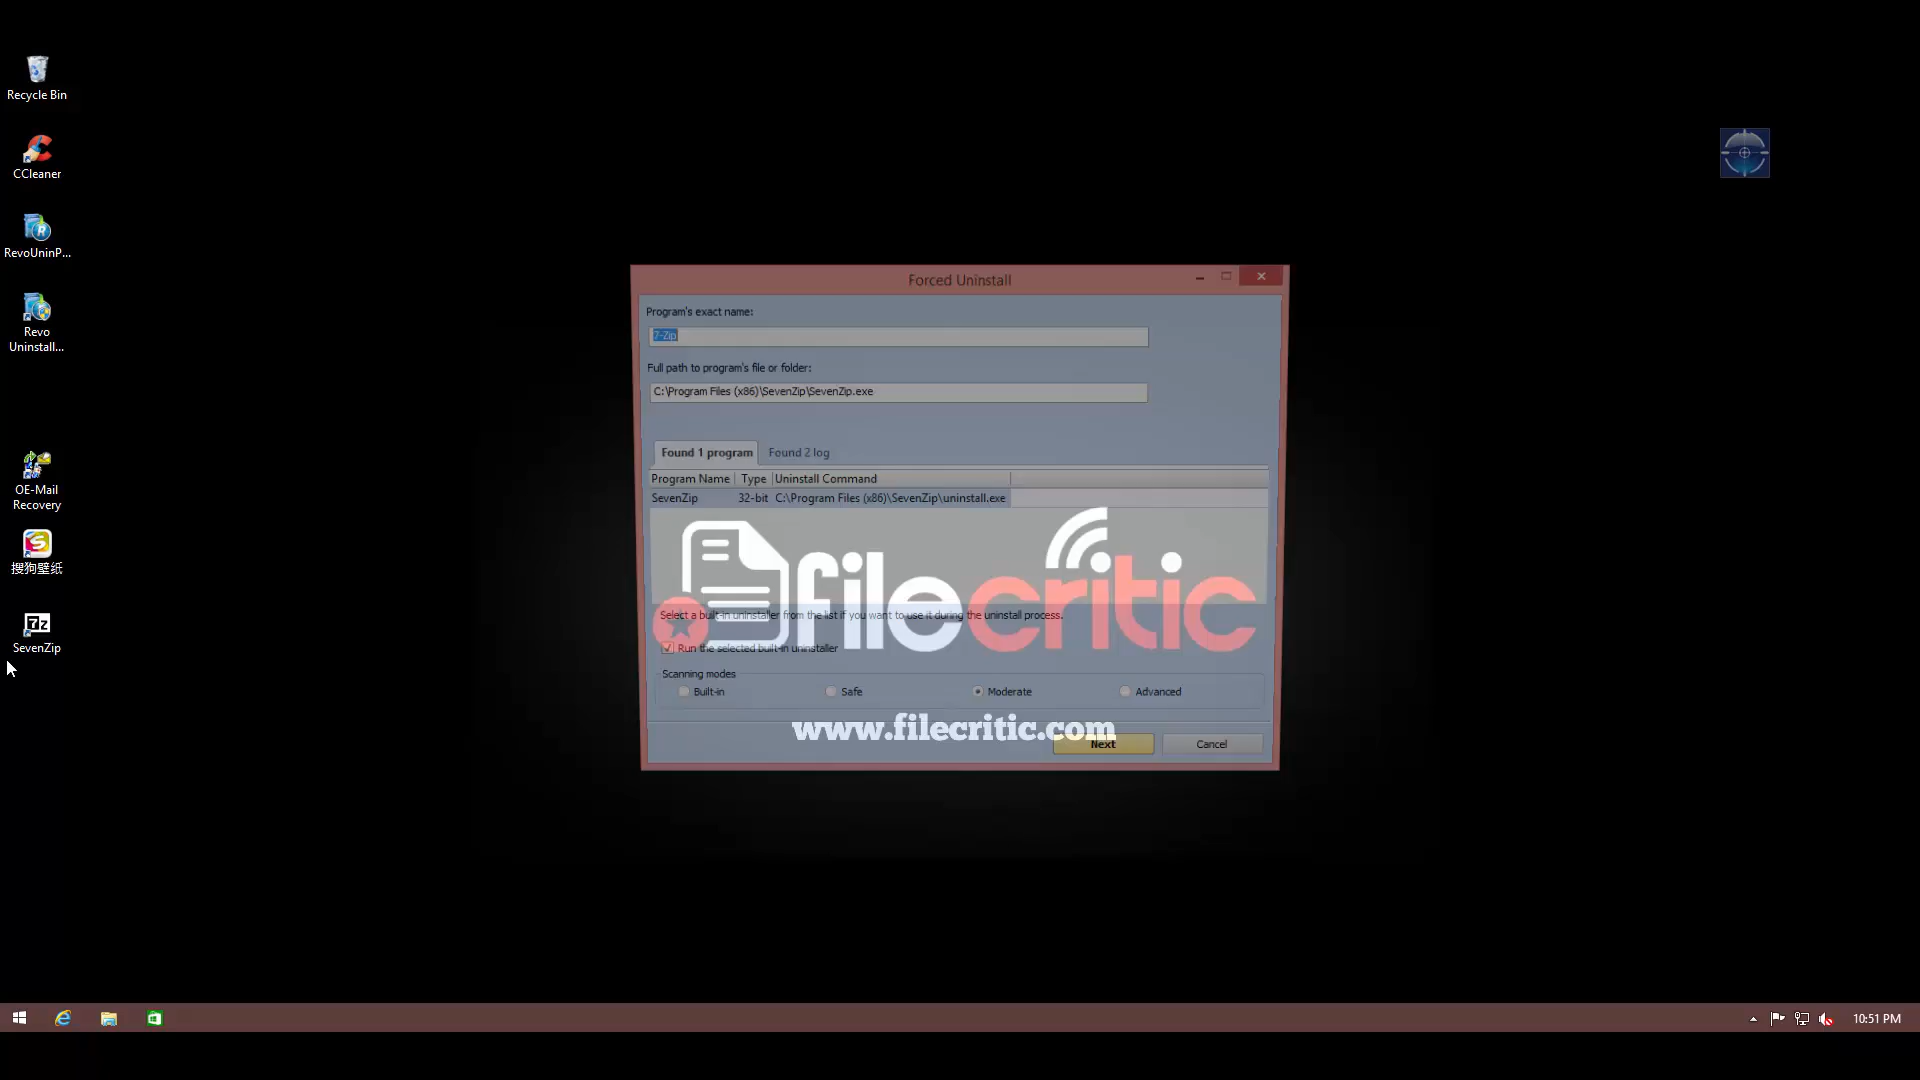 Recycle Bin
CCleaner
RevoUninP...
Revo
Uninstall...
OE-Mail
Recovery
搜狗壁纸
7z
SevenZip
Forced Uninstall
Program's exact name:
7-Zip
Full path to program's file or folder:
C:\Program Files (x86)\SevenZip\SevenZip.exe
Found 1 program
Found 2 log
Program Name Type Uninstall Command
SevenZip 32-bit C:\Program Files (x86)\SevenZip\uninstall.exe
filecritic
Select a built-in uninstaller from the list if you want to use it during the uninstall process.
Run the selected built-in uninstaller
Scanning modes
Built-in Safe Moderate Advanced
www.filecritic.com
Next Cancel
10:51 PM